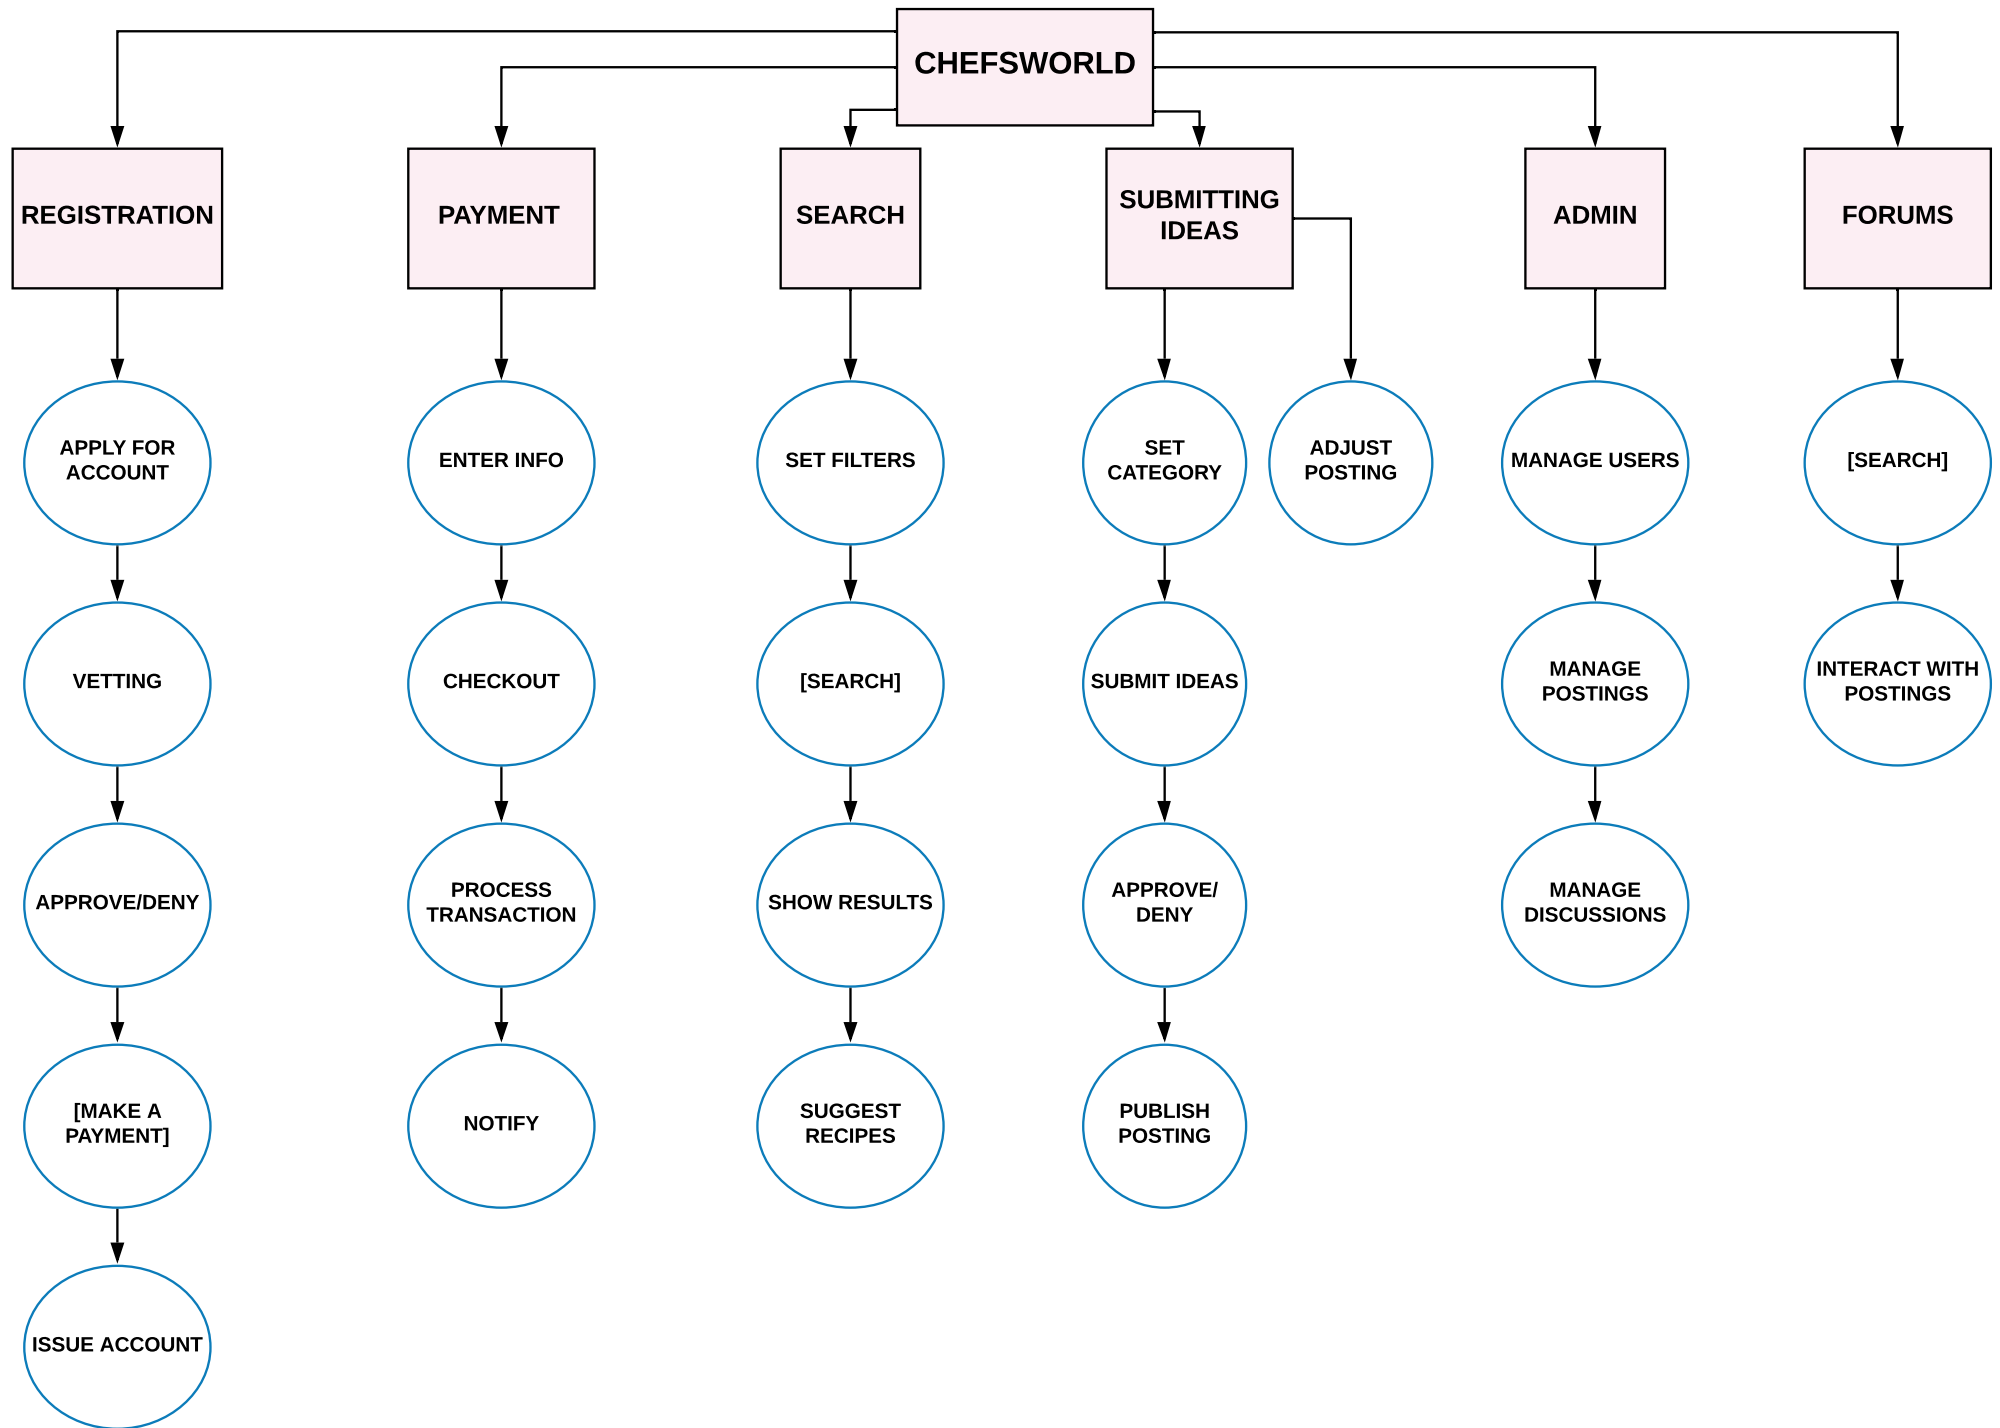 CHEFSWORLD
REGISTRATION
PAYMENT
SEARCH
SUBMITTING
IDEAS
ADMIN
FORUMS
APPLY FOR
ACCOUNT
ENTER INFO
SET FILTERS
SET
CATEGORY
ADJUST
POSTING
MANAGE USERS
[SEARCH]
VETTING
CHECKOUT
[SEARCH]
SUBMIT IDEAS
MANAGE
POSTINGS
INTERACT WITH
POSTINGS
APPROVE/DENY
PROCESS
TRANSACTION
SHOW RESULTS
APPROVE/
DENY
MANAGE
DISCUSSIONS
[MAKE A
PAYMENT]
NOTIFY
SUGGEST
RECIPES
PUBLISH
POSTING
ISSUE ACCOUNT